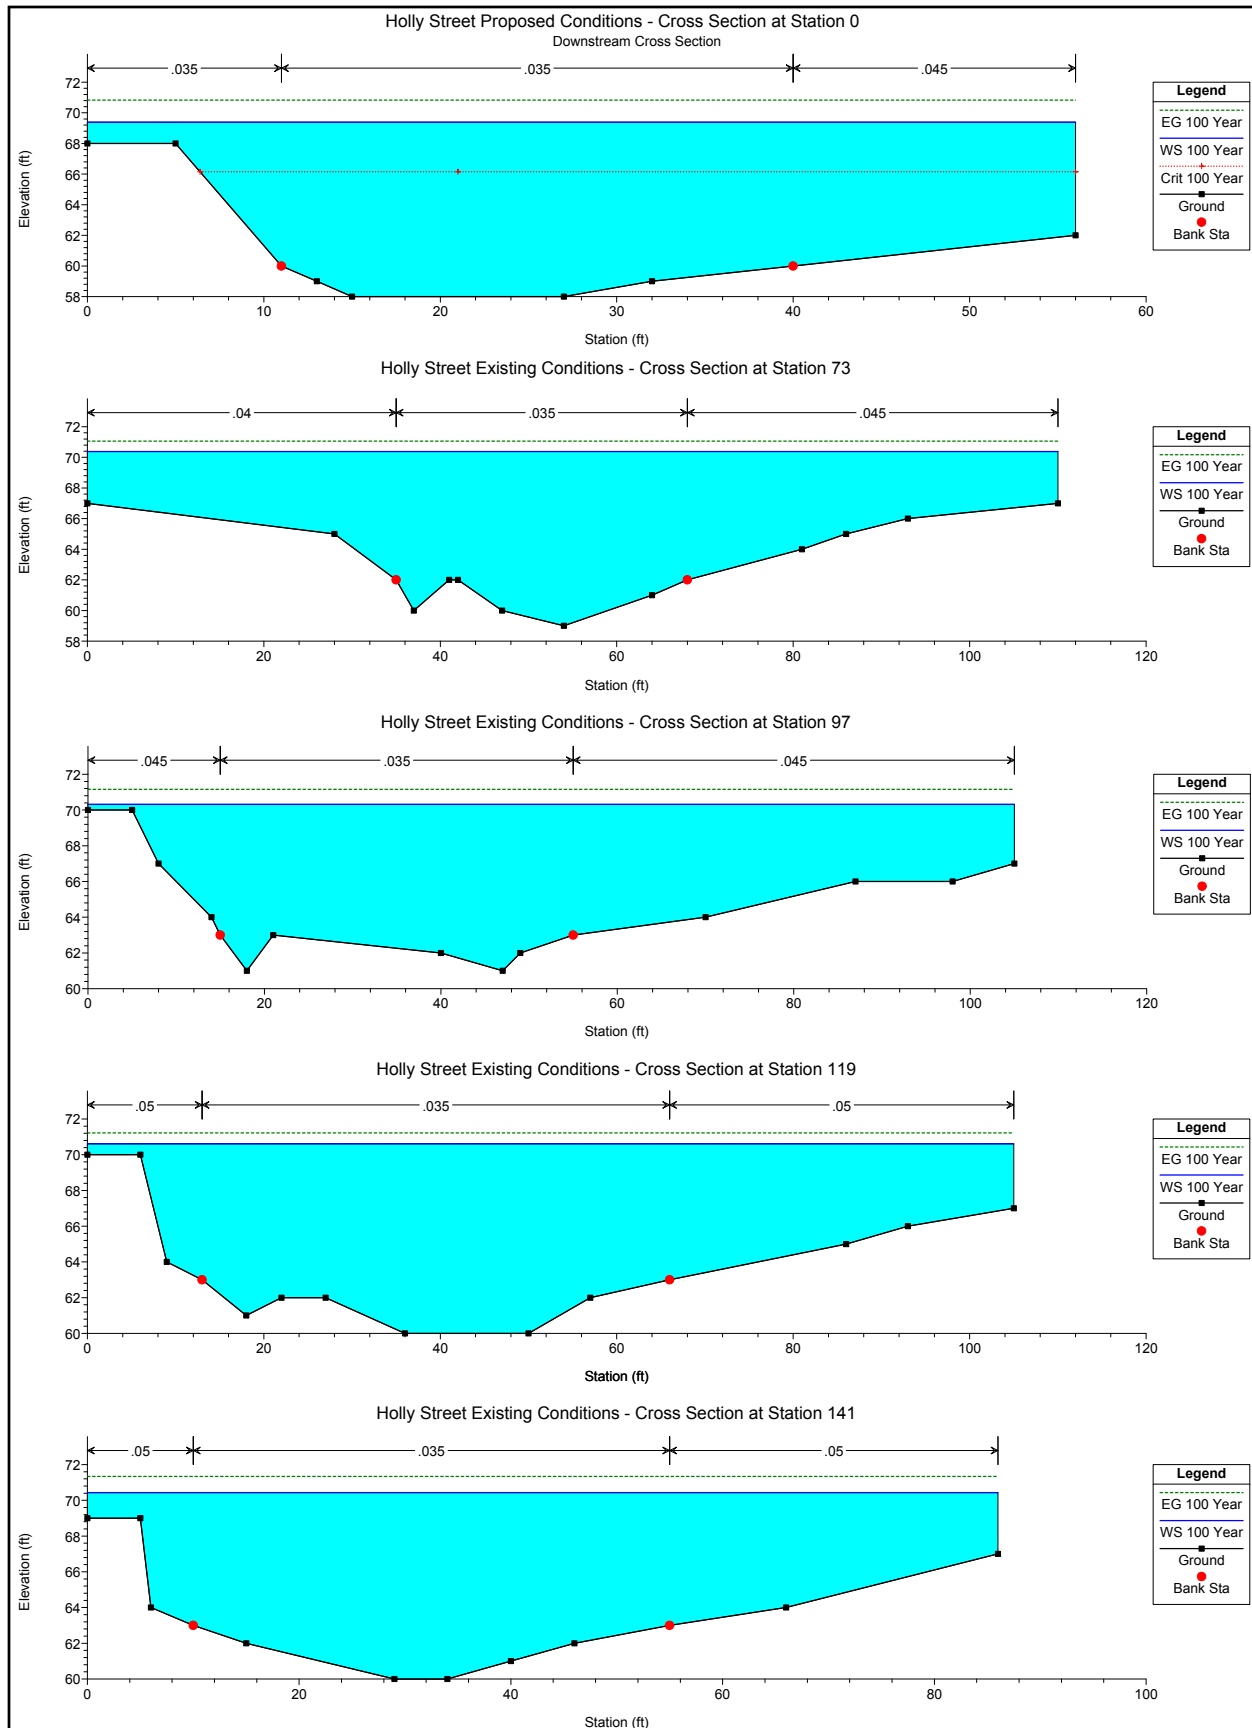 Holly Street Proposed Conditions - Cross Section at Station 0
Downstream Cross Section
.035 .035 .045
72
70
68
66
64
62
60
58
Elevation (ft)
0 10 20 30 40 50 60
Station (ft)
Legend
EG 100 Year
WS 100 Year
Crit 100 Year
Ground
Bank Sta
Holly Street Existing Conditions - Cross Section at Station 73
.04 .035 .045
72
70
68
66
64
62
60
58
Elevation (ft)
0 20 40 60 80 100 120
Station (ft)
Legend
EG 100 Year
WS 100 Year
Ground
Bank Sta
Holly Street Existing Conditions - Cross Section at Station 97
.045 .035 .045
72
70
68
66
64
62
60
Elevation (ft)
0 20 40 60 80 100 120
Station (ft)
Legend
EG 100 Year
WS 100 Year
Ground
Bank Sta
Holly Street Existing Conditions - Cross Section at Station 119
.05 .035 .05
72
70
68
66
64
62
60
Elevation (ft)
0 20 40 60 80 100 120
Station (ft)
Legend
EG 100 Year
WS 100 Year
Ground
Bank Sta
Holly Street Existing Conditions - Cross Section at Station 141
.05 .035 .05
72
70
68
66
64
62
60
Elevation (ft)
0 20 40 60 80 100
Station (ft)
Legend
EG 100 Year
WS 100 Year
Ground
Bank Sta